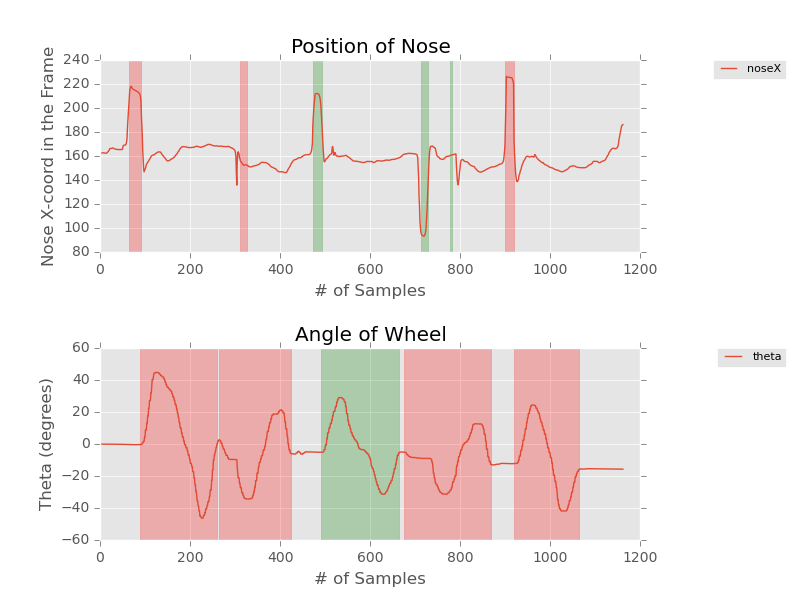 Position of Nose
noseX
Nose X-coord in the Frame
240
220
200
180
160
140
120
100
80
0 200 400 600 800 1000 1200
# of Samples
Angle of Wheel
theta
Theta (degrees)
60
40
20
0
−20
−40
−60
0 200 400 600 800 1000 1200
# of Samples